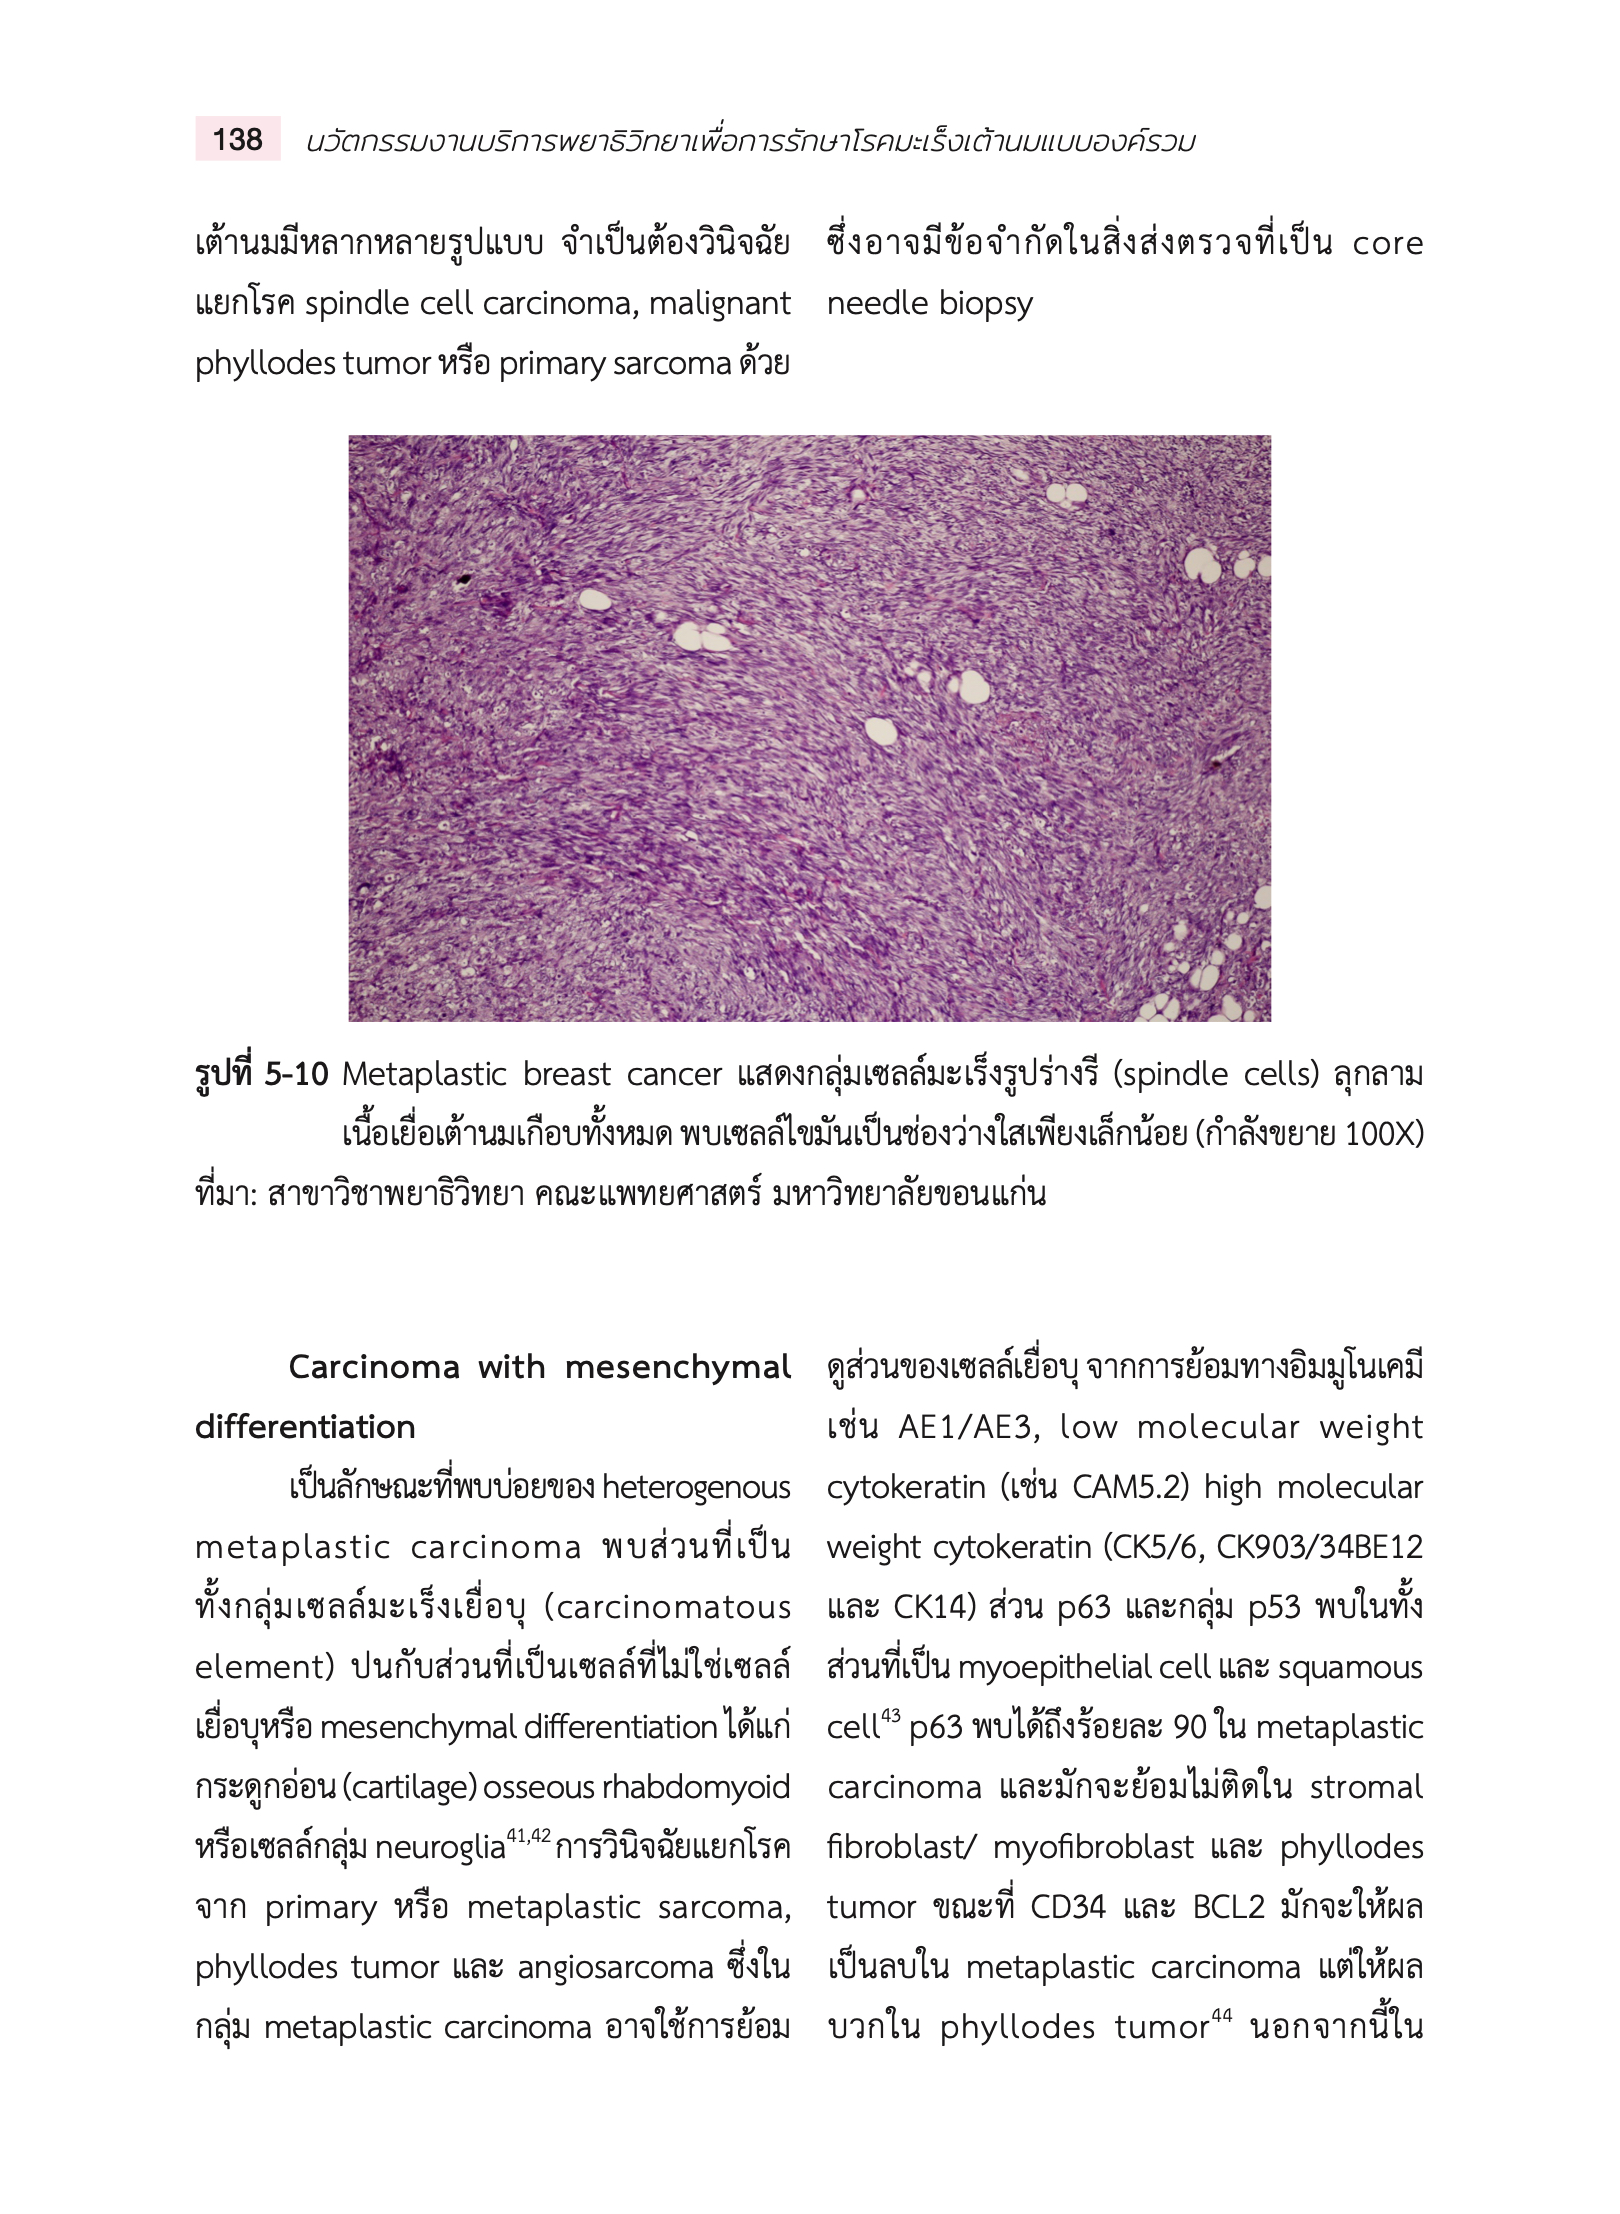 138 นวัตกรรมงานบริการพยาธิวิทยาเพื่อการรักษาโรคมะเร็งเต้านมแบบองค์รวม
เต้านมมีหลากหลายรูปแบบ จำเป็นต้องวินิจฉัย
แยกโรค spindle cell carcinoma, malignant
phyllodes tumor หรือ primary sarcoma ด้วย
ซึ่งอาจมีข้อจำกัดในสิ่งส่งตรวจที่เป็น core
needle biopsy
รูปที่ 5-10 Metaplastic breast cancer แสดงกลุ่มเซลล์มะเร็งรูปร่างรี (spindle cells) ลุกลาม
เนื้อเยื่อเต้านมเกือบทั้งหมด พบเซลล์ไขมันเป็นช่องว่างใสเพียงเล็กน้อย (กำลังขยาย 100X)
ที่มา: สาขาวิชาพยาธิวิทยา คณะแพทยศาสตร์ มหาวิทยาลัยขอนแก่น
Carcinoma with mesenchymal
differentiation
เป็นลักษณะที่พบบ่อยของ heterogenous
metaplastic carcinoma พบส่วนที่เป็น
ทั้งกลุ่มเซลล์มะเร็งเยื่อบุ (carcinomatous
element) ปนกับส่วนที่เป็นเซลล์ที่ไม่ใช่เซลล์
เยื่อบุหรือ mesenchymal differentiation ได้แก่
กระดูกอ่อน (cartilage) osseous rhabdomyoid
หรือเซลล์กลุ่ม neuroglia41,42 การวินิจฉัยแยกโรค
จาก primary หรือ metaplastic sarcoma,
phyllodes tumor และ angiosarcoma ซึ่งใน
กลุ่ม metaplastic carcinoma อาจใช้การย้อม
ดูส่วนของเซลล์เยื่อบุ จากการย้อมทางอิมมูโนเคมี
เช่น AE1/AE3, low molecular weight
cytokeratin (เช่น CAM5.2) high molecular
weight cytokeratin (CK5/6, CK903/34BE12
และ CK14) ส่วน p63 และกลุ่ม p53 พบในทั้ง
ส่วนที่เป็น myoepithelial cell และ squamous
cell43 p63 พบได้ถึงร้อยละ 90 ใน metaplastic
carcinoma และมักจะย้อมไม่ติดใน stromal
fibroblast/ myofibroblast และ phyllodes
tumor ขณะที่ CD34 และ BCL2 มักจะให้ผล
เป็นลบใน metaplastic carcinoma แต่ให้ผล
บวกใน phyllodes tumor44 นอกจากนี้ใน